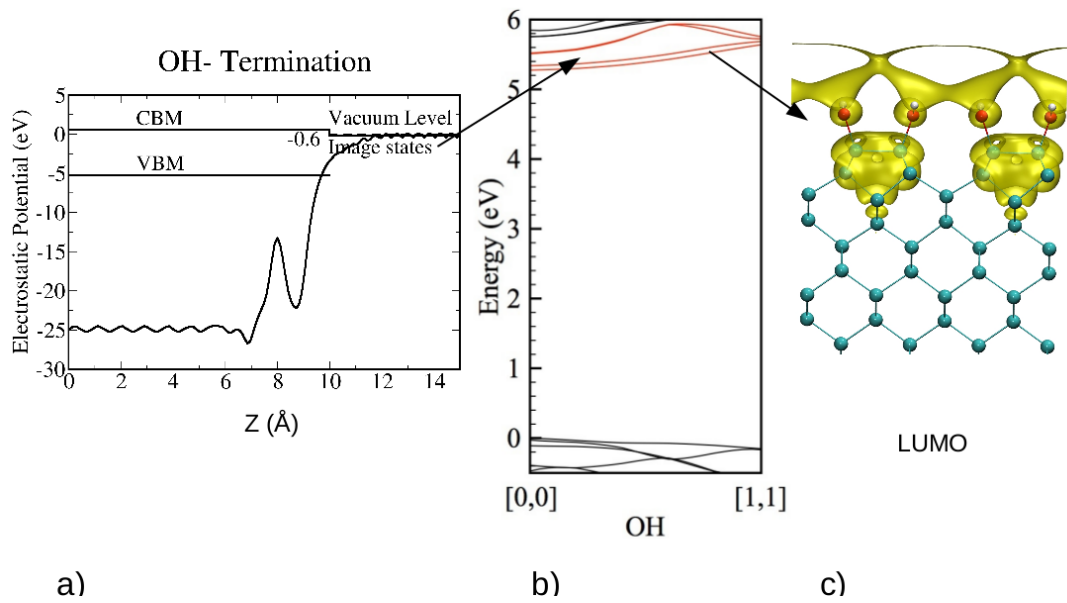 OH- Termination
Electrostatic Potential (eV)
5
0
-5
-10
-15
-20
-25
-30
CBM
VBM
Vacuum Level
-0.6
Image states
0
2
4
6
8
10
12
14
Z (Å)
Energy (eV)
6
5
4
3
2
1
0
[0,0]
[1,1]
OH
LUMO
a)
b)
c)